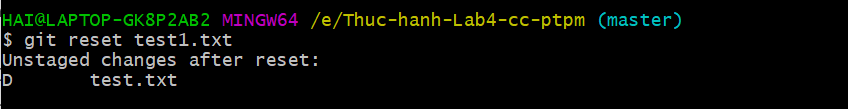 HAI@LAPTOP-GK8P2AB2 MINGW64 /e/Thuc-hanh-Lab4-cc-ptpm (master)
$ git reset test1.txt
Unstaged changes after reset:
D       test.txt